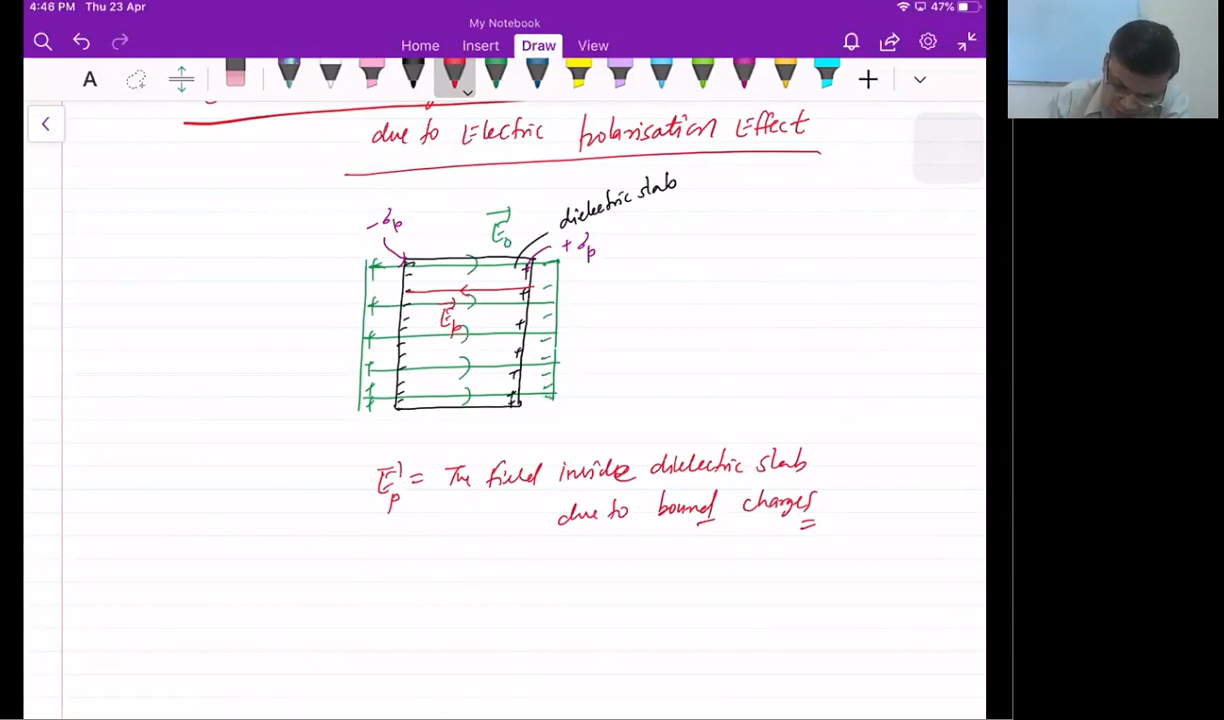 4:46 PM Thu 23 Apr
47%
My Notebook
Home Insert Draw View
A
due to Electric polarisation Effect
dielectric slab
-σp
E0
+σp
Ep
+ + + + + + +
Ep = The field inside dielectric slab
due to bound charges